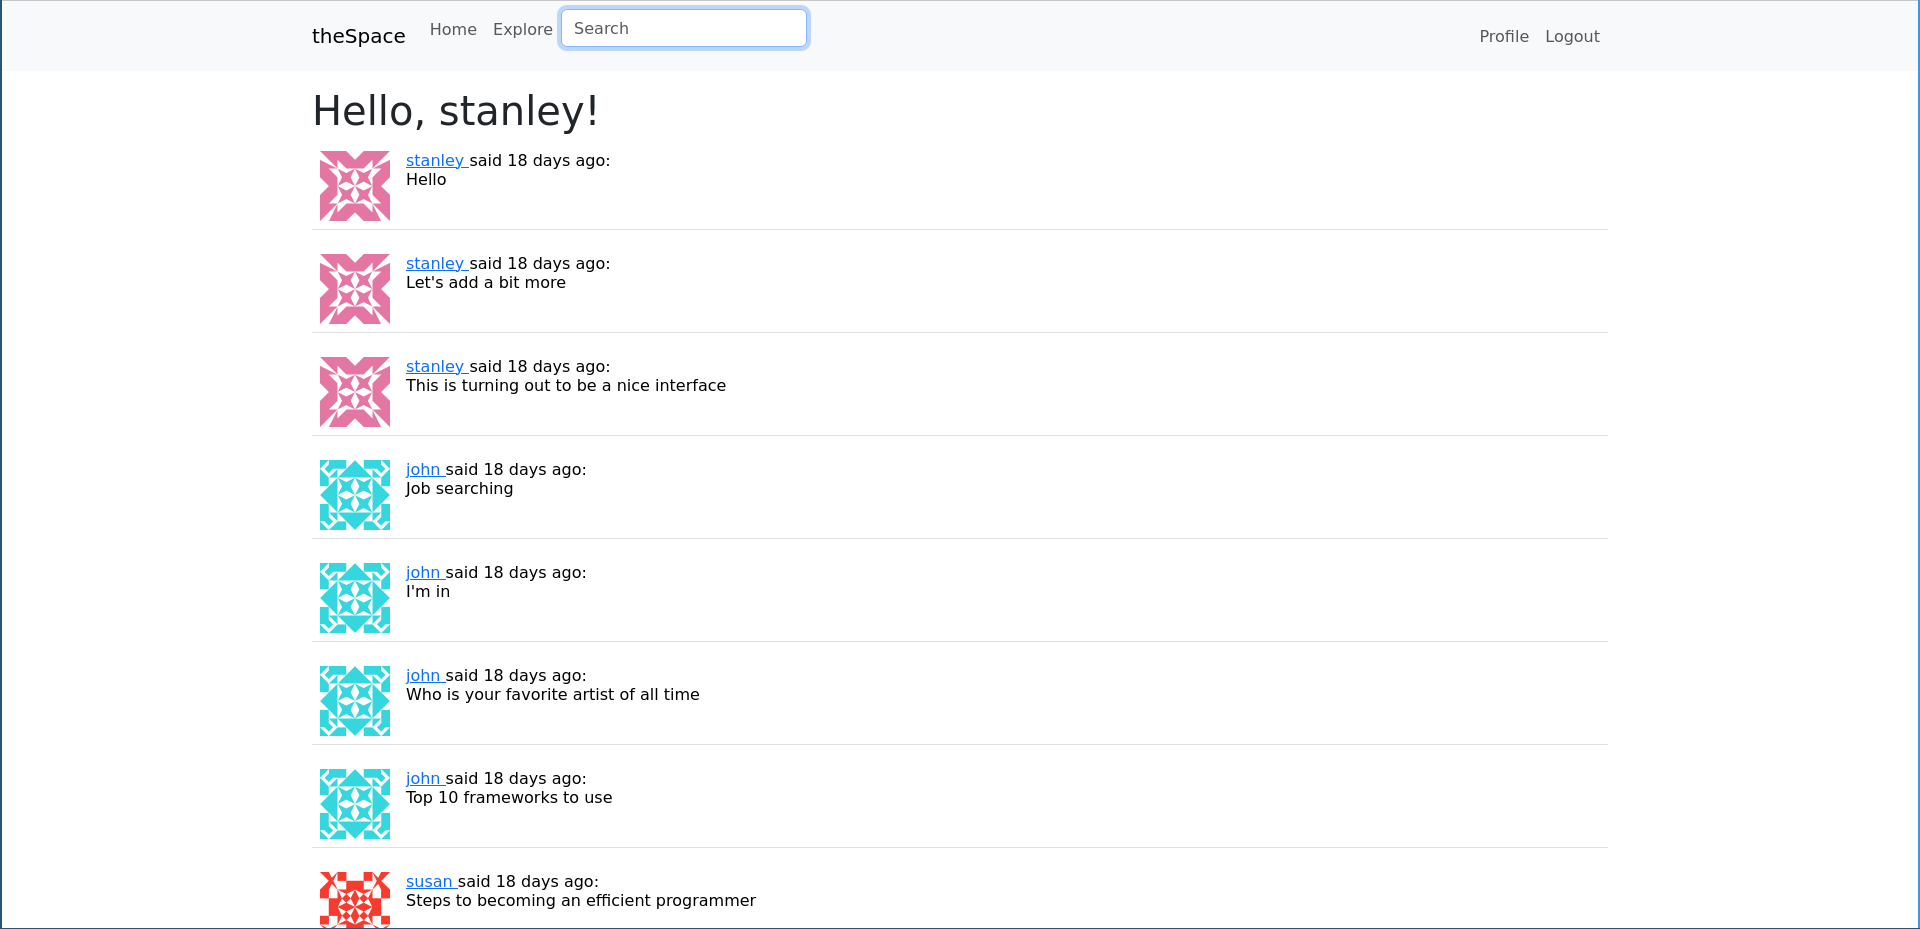 theSpace Home Explore Search Profile Logout
Hello, stanley!
stanley said 18 days ago:
Hello
stanley said 18 days ago:
Let's add a bit more
stanley said 18 days ago:
This is turning out to be a nice interface
john said 18 days ago:
Job searching
john said 18 days ago:
I'm in
john said 18 days ago:
Who is your favorite artist of all time
john said 18 days ago:
Top 10 frameworks to use
susan said 18 days ago:
Steps to becoming an efficient programmer